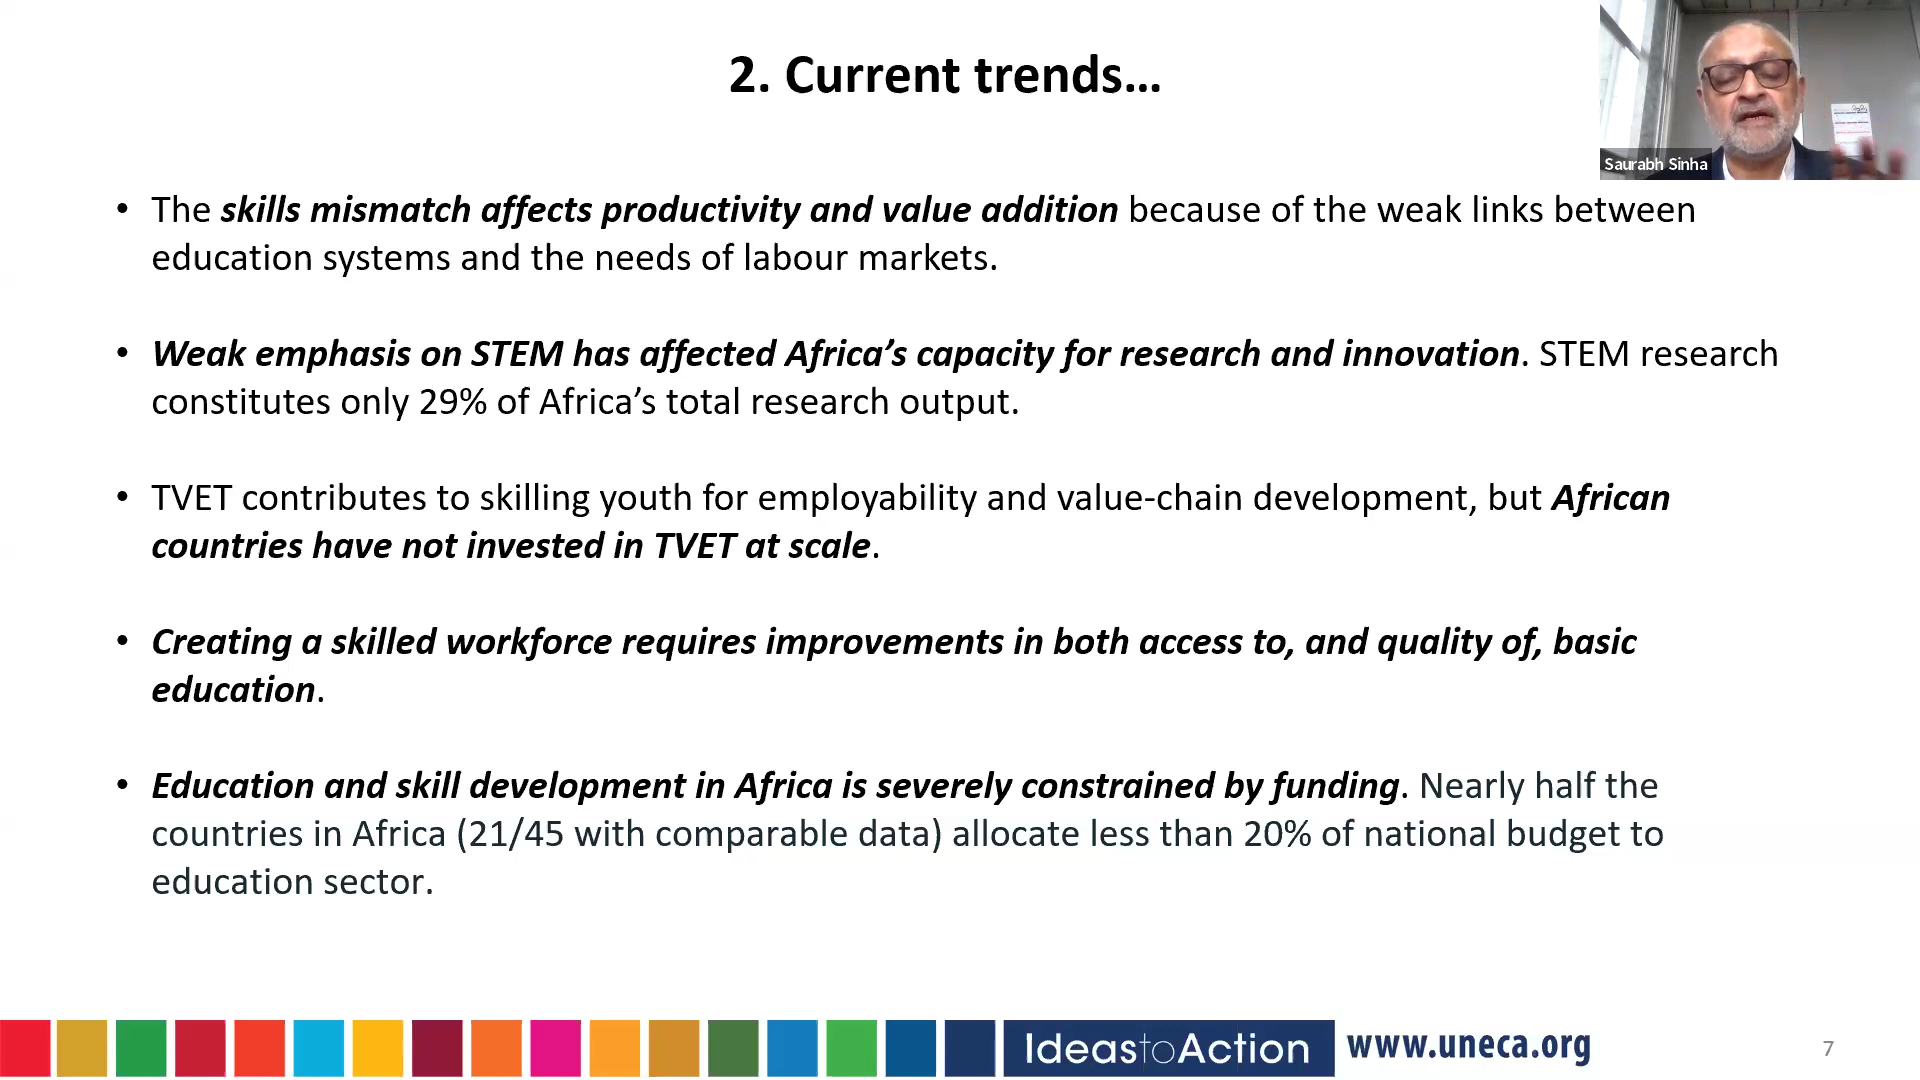 2. Current trends…
Saurabh Sinha
• The skills mismatch affects productivity and value addition because of the weak links between
education systems and the needs of labour markets.
• Weak emphasis on STEM has affected Africa’s capacity for research and innovation. STEM research
constitutes only 29% of Africa’s total research output.
• TVET contributes to skilling youth for employability and value-chain development, but African
countries have not invested in TVET at scale.
• Creating a skilled workforce requires improvements in both access to, and quality of, basic
education.
• Education and skill development in Africa is severely constrained by funding. Nearly half the
countries in Africa (21/45 with comparable data) allocate less than 20% of national budget to
education sector.
IdeastoAction www.uneca.org
7